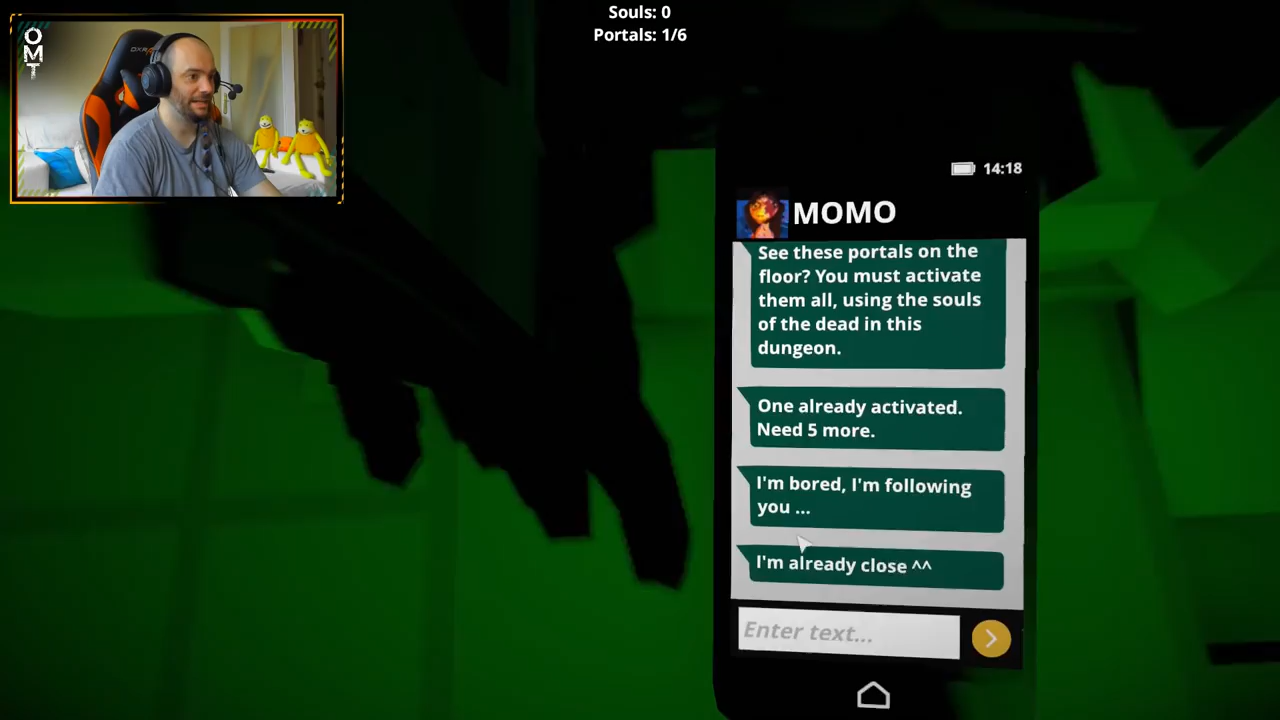 OMT
Souls: 0
Portals: 1/6
14:18
MOMO
See these portals on the
floor? You must activate
them all, using the souls
of the dead in this
dungeon.
One already activated.
Need 5 more.
I'm bored, I'm following
you ...
I'm already close ^^
Enter text...